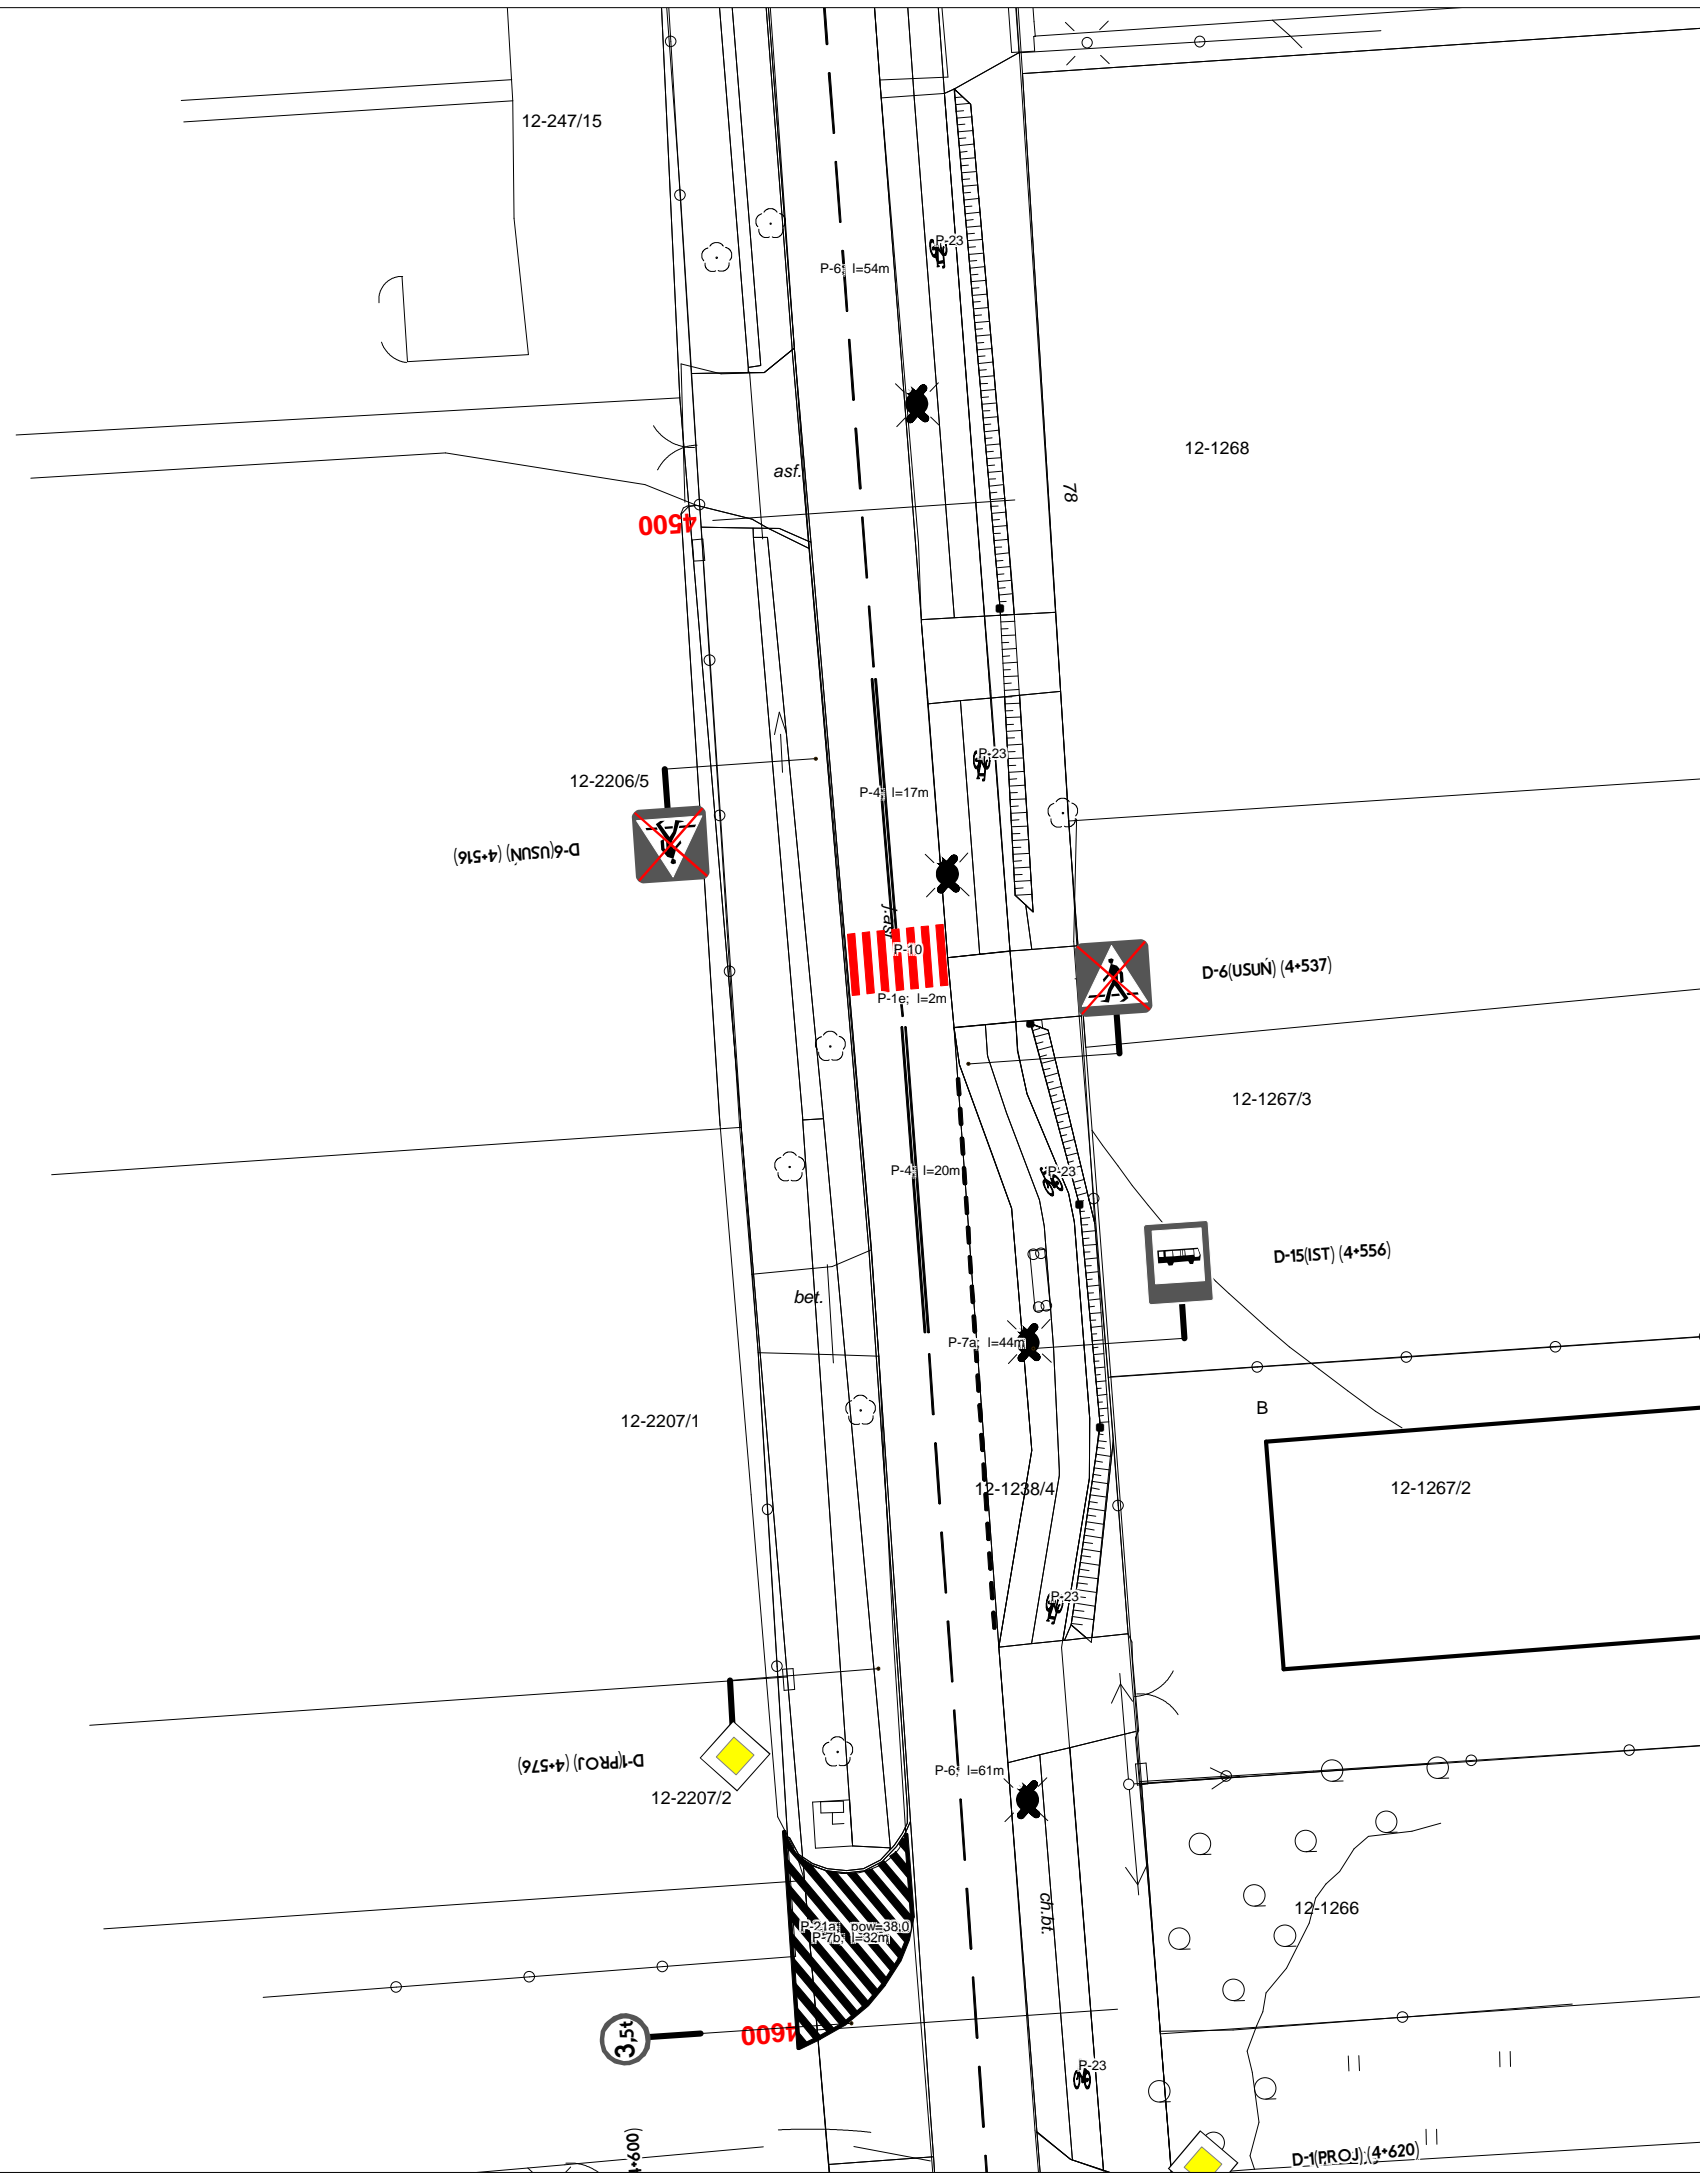 12-247/15
P-23
P-6; l=54m
12-1268
asf.
78
4500
P-23
12-2206/5
P-4; l=17m
D-6(USUŃ) (4+516)
j.asf
P-10
D-6(USUŃ) (4+537)
P-1e; l=2m
12-1267/3
P-4; l=20m
P-23
D-15(IST) (4+556)
bet.
P-7a; l=44m
B
12-2207/1
12-1238/4
12-1267/2
P-23
D-1(PROJ) (4+576)
P-6; l=61m
12-2207/2
ch.bt.
12-1266
P-21a; pow=38,0
P-7b; l=32m
3,5t
4600
P-23
4+600)
D-1(PROJ) (4+620)